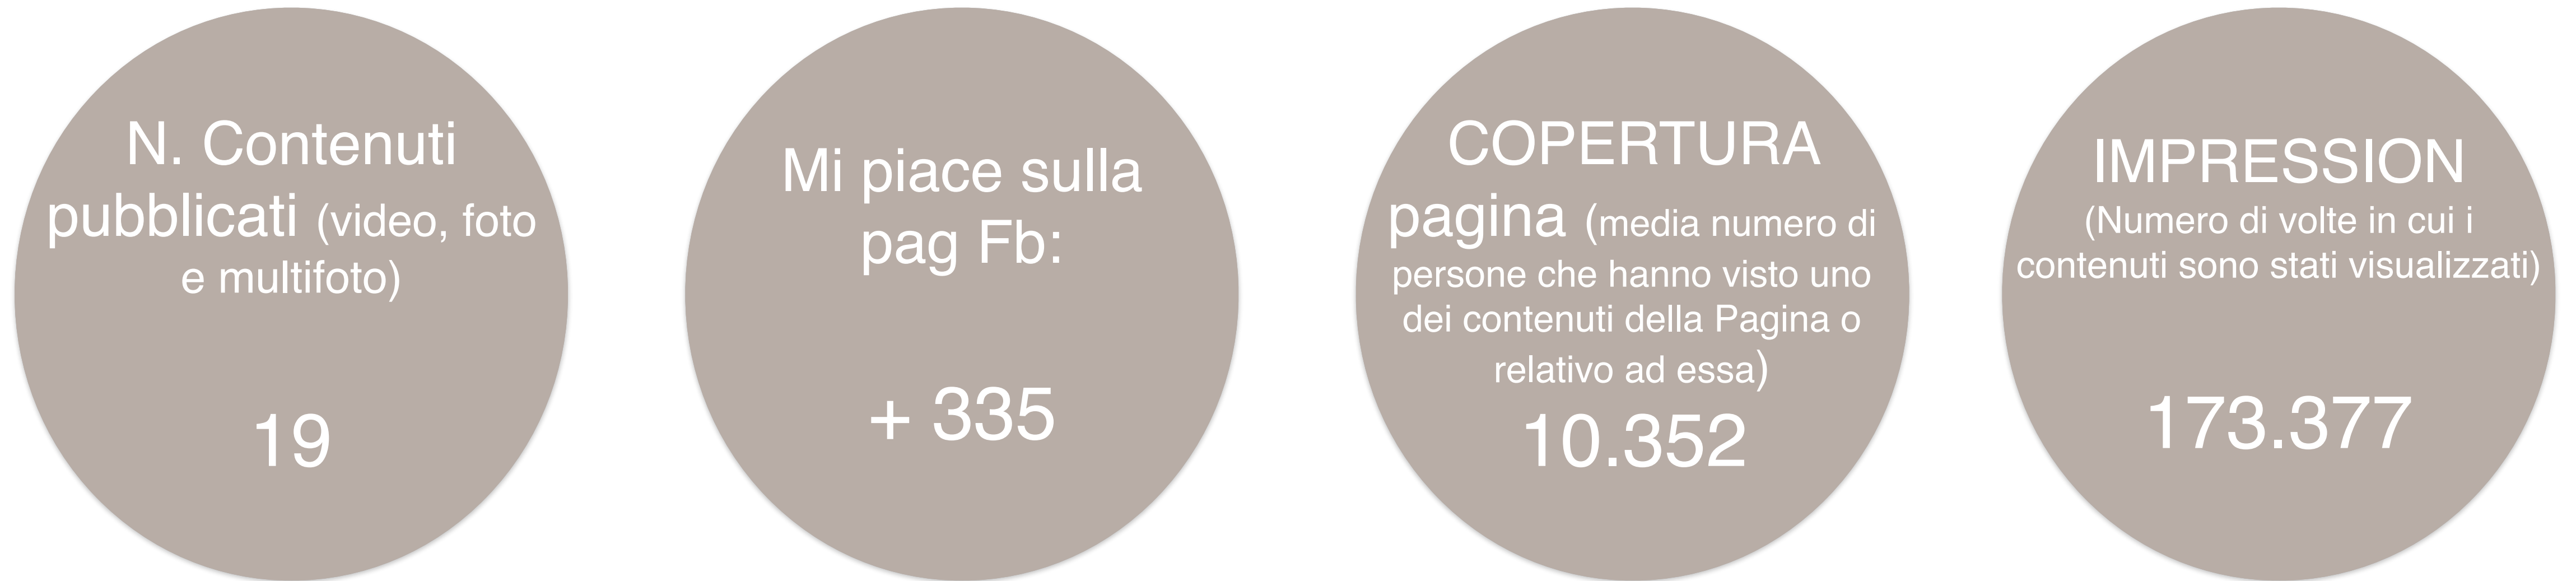 N. Contenuti
pubblicati (video, foto
e multifoto)
19
Mi piace sulla
pag Fb:
+ 335
COPERTURA
pagina (media numero di
persone che hanno visto uno
dei contenuti della Pagina o
relativo ad essa)
10.352
IMPRESSION
(Numero di volte in cui i
contenuti sono stati visualizzati)
173.377